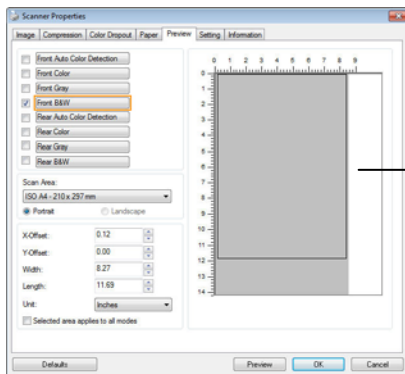 Scanner Properties
Image Compression Color Dropout Paper Preview Setting Information
Front Auto Color Detection
Front Color
Front Gray
Front B&W
Rear Auto Color Detection
Rear Color
Rear Gray
Rear B&W
Scan Area:
ISO A4 - 210 x 297 mm
Portrait Landscape
X-Offset: 0.12
Y-Offset: 0.00
Width: 8.27
Length: 11.69
Unit: Inches
Selected area applies to all modes
0 1 2 3 4 5 6 7 8 9
0
1
2
3
4
5
6
7
8
9
10
11
12
13
14
Defaults Preview OK Cancel